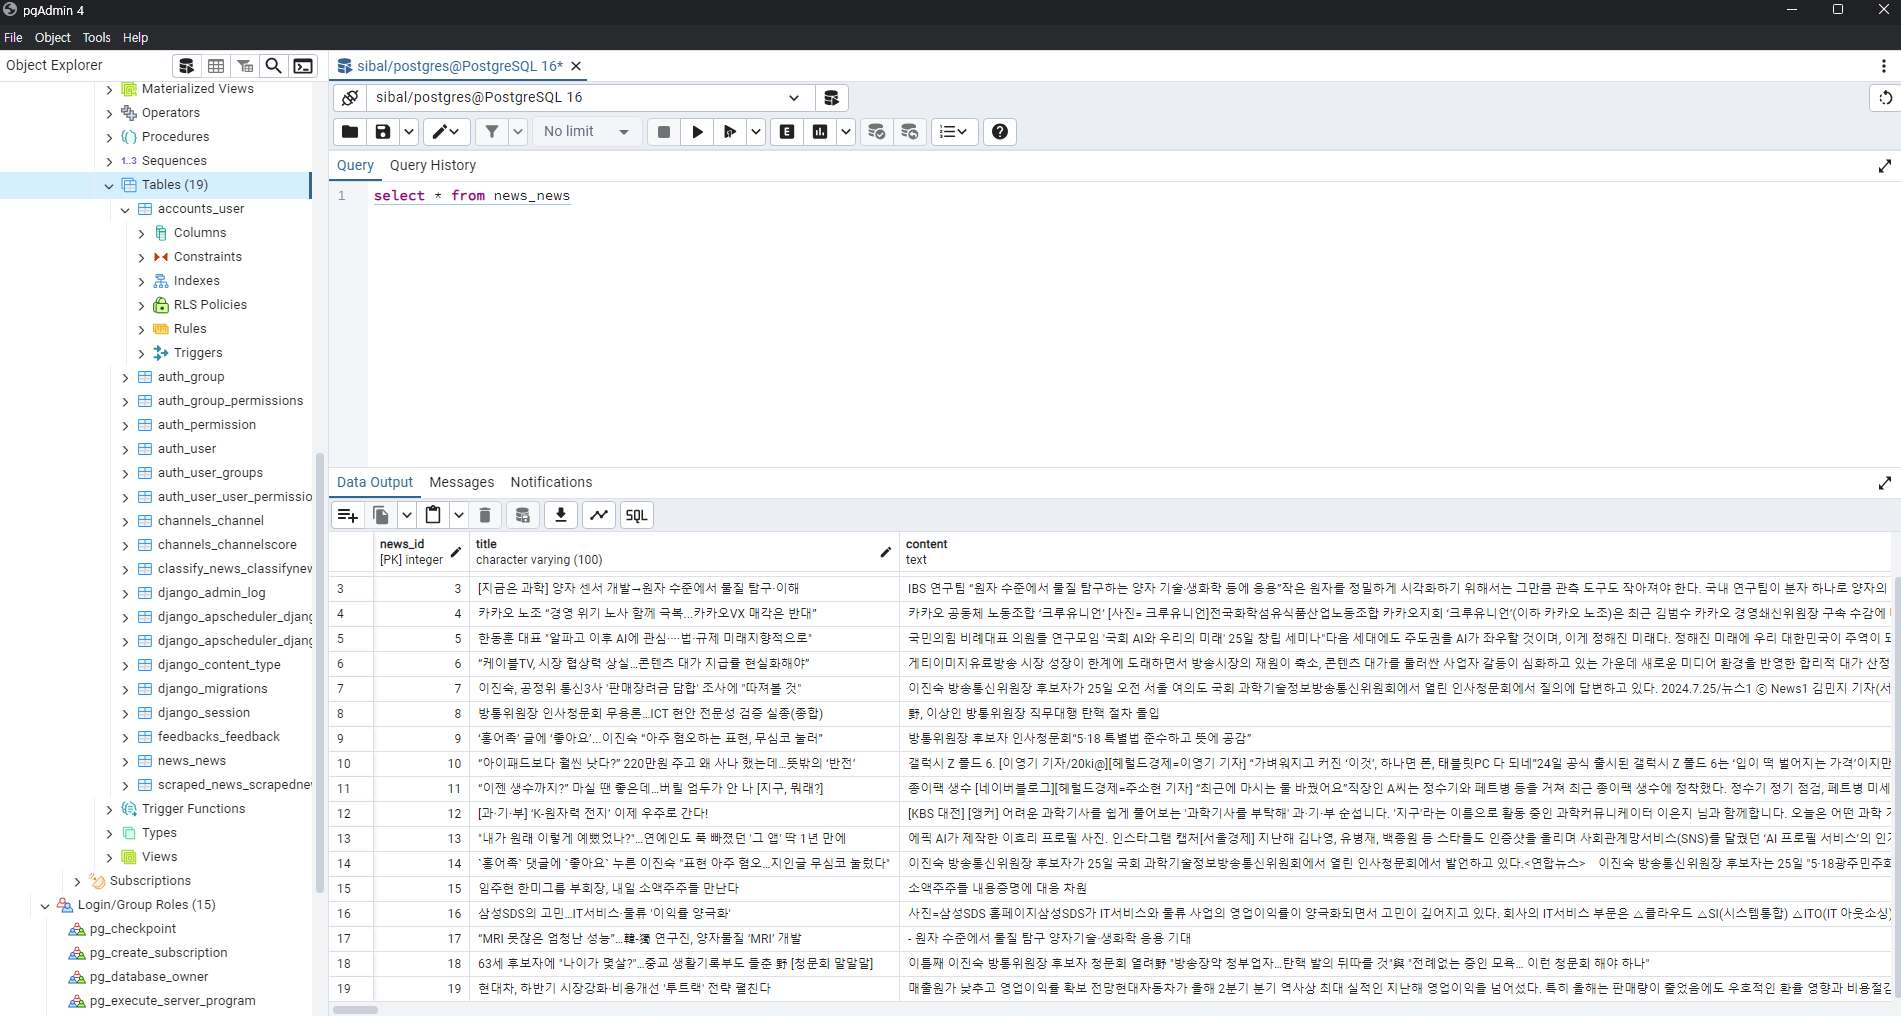 pgAdmin 4
File Object Tools Help
Object Explorer
Materialized Views
Operators
Procedures
1..3 Sequences
Tables (19)
accounts_user
Columns
Constraints
Indexes
RLS Policies
Rules
Triggers
auth_group
auth_group_permissions
auth_permission
auth_user
auth_user_groups
auth_user_user_permissio
channels_channel
channels_channelscore
classify_news_classifynew
django_admin_log
django_apscheduler_djang
django_apscheduler_djang
django_content_type
django_migrations
django_session
feedbacks_feedback
news_news
scraped_news_scrapednew
Trigger Functions
Types
Views
Subscriptions
Login/Group Roles (15)
pg_checkpoint
pg_create_subscription
pg_database_owner
pg_execute_server_program
sibal/postgres@PostgreSQL 16*
sibal/postgres@PostgreSQL 16
No limit
E
Query Query History
1 select * from news_news
Data Output Messages Notifications
SQL
news_id title content
[PK] integer character varying (100) text
3 3 [지금은 과학] 양자 센서 개발→원자 수준에서 물질 탐구·이해 IBS 연구팀 “원자 수준에서 물질 탐구하는 양자 기술·생화학 등에 응용”작은 원자를 정밀하게 시각화하기 위해서는 그만큼 관측 도구도 작아져야 한다. 국내 연구팀이 분자 하나로 양자의
4 4 카카오 노조 “경영 위기 노사 함께 극복...카카오VX 매각은 반대” 카카오 공동체 노동조합 ‘크루유니언’ [사진= 크루유니언]전국화학섬유식품산업노동조합 카카오지회 ‘크루유니언’(이하 카카오 노조)은 최근 김범수 카카오 경영쇄신위원장 구속 수감에
5 5 한동훈 대표 "알파고 이후 AI에 관심····법·규제 미래지향적으로" 국민의힘 비례대표 의원들 연구모임 '국회 AI와 우리의 미래' 25일 창립 세미나"다음 세대에도 주도권을 AI가 좌우할 것이며, 이게 정해진 미래다. 정해진 미래에 우리 대한민국이 주역이 되
6 6 “케이블TV, 시장 협상력 상실…콘텐츠 대가 지급률 현실화해야” 게티이미지유료방송 시장 성장이 한계에 도래하면서 방송시장의 재원이 축소, 콘텐츠 대가를 둘러싼 사업자 갈등이 심화하고 있는 가운데 새로운 미디어 환경을 반영한 합리적 대가 산정
7 7 이진숙, 공정위 통신3사 '판매장려금 담합' 조사에 "따져볼 것" 이진숙 방송통신위원장 후보자가 25일 오전 서울 여의도 국회 과학기술정보방송통신위원회에서 열린 인사청문회에서 질의에 답변하고 있다. 2024.7.25/뉴스1 ⓒ News1 김민지 기자(서
8 8 방통위원장 인사청문회 무용론…ICT 현안 전문성 검증 실종(종합) 野, 이상인 방통위원장 직무대행 탄핵 절차 돌입
9 9 ‘홍어족’ 글에 ‘좋아요’...이진숙 “아주 혐오하는 표현, 무심코 눌러” 방통위원장 후보자 인사청문회“5·18 특별법 준수하고 뜻에 공감”
10 10 “아이패드보다 훨씬 낫다?” 220만원 주고 왜 사나 했는데…뜻밖의 ‘반전’ 갤럭시 Z 폴드 6. [이영기 기자/20ki@][헤럴드경제=이영기 기자] “가벼워지고 커진 ‘이것’, 하나면 폰, 태블릿PC 다 되네”24일 공식 출시된 갤럭시 Z 폴드 6는 ‘입이 떡 벌어지는 가격’이지만
11 11 “이젠 생수까지?” 마실 땐 좋은데…버릴 엄두가 안 나 [지구, 뭐래?] 종이팩 생수 [네이버블로그][헤럴드경제=주소현 기자] “최근에 마시는 물 바꿨어요”직장인 A씨는 정수기와 페트병 등을 거쳐 최근 종이팩 생수에 정착했다. 정수기 정기 점검, 페트병 미세
12 12 [과·기·부] ‘K-원자력 전지’ 이제 우주로 간다! [KBS 대전] [앵커] 어려운 과학기사를 쉽게 풀어보는 '과학기사를 부탁해' 과·기·부 순섭니다. '지구'라는 이름으로 활동 중인 과학커뮤니케이터 이은지 님과 함께합니다. 오늘은 어떤 과학
13 13 "내가 원래 이렇게 예뻤었나?"…연예인도 푹 빠졌던 '그 앱' 딱 1년 만에 에픽 AI가 제작한 이효리 프로필 사진. 인스타그램 캡처[서울경제] 지난해 김나영, 유병재, 백종원 등 스타들도 인증샷을 올리며 사회관계망서비스(SNS)를 달궜던 ‘AI 프로필 서비스’의 인
14 14 `홍어족` 댓글에 `좋아요` 누른 이진숙 "표현 아주 혐오…지인글 무심코 눌렀다" 이진숙 방송통신위원장 후보자가 25일 국회 과학기술정보방송통신위원회에서 열린 인사청문회에서 발언하고 있다.<연합뉴스> 이진숙 방송통신위원장 후보자는 25일 "5·18광주민주화
15 15 임주현 한미그룹 부회장, 내일 소액주주들 만난다 소액주주들 내용증명에 대응 차원
16 16 삼성SDS의 고민…IT서비스·물류 '이익률 양극화' 사진=삼성SDS 홈페이지삼성SDS가 IT서비스와 물류 사업의 영업이익률이 양극화되면서 고민이 깊어지고 있다. 회사의 IT서비스 부문은 △클라우드 △SI(시스템통합) △ITO(IT 아웃소싱)
17 17 “MRI 못잖은 엄청난 성능”…韓-獨 연구진, 양자물질 ‘MRI’ 개발 - 원자 수준에서 물질 탐구 양자기술·생화학 응용 기대
18 18 63세 후보자에 "나이가 몇살?"…중교 생활기록부도 들춘 野 [청문회 말말말] 이틀째 이진숙 방통위원장 후보자 청문회 열려野 "방송장악 청부업자…탄핵 발의 뒤따를 것"與 "전례없는 증인 모욕… 이런 청문회 해야 하나"
19 19 현대차, 하반기 시장강화·비용개선 '투트랙' 전략 펼친다 매출원가 낮추고 영업이익률 확보 전망현대자동차가 올해 2분기 분기 역사상 최대 실적인 지난해 영업이익을 넘어섰다. 특히 올해는 판매량이 줄었음에도 우호적인 환율 영향과 비용절감